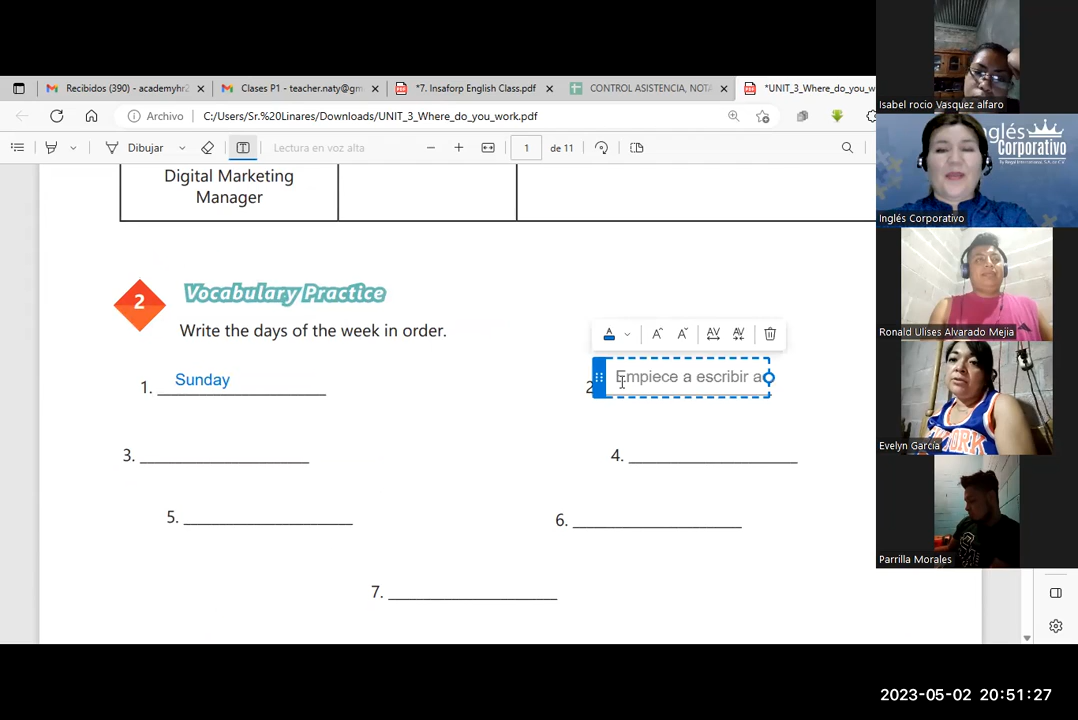 Recibidos (390) - academyhr2
Clases P1 - teacher.naty@gm
*7. Insaforp English Class.pdf
CONTROL ASISTENCIA, NOTA
*UNIT_3_Where_do_you_w
Archivo
C:/Users/Sr.%20Linares/Downloads/UNIT_3_Where_do_you_work.pdf
Dibujar
Lectura en voz alta
1
de 11
Digital Marketing
Manager
2
Vocabulary Practice
Write the days of the week in order.
1. Sunday
2
Empiece a escribir a
3.
4.
5.
6.
7.
Isabel rocio Vasquez alfaro
Inglés
Corporativo
Inglés Corporativo
Ronald Ulises Alvarado Mejia
Evelyn García
Parrilla Morales
2023-05-02 20:51:27